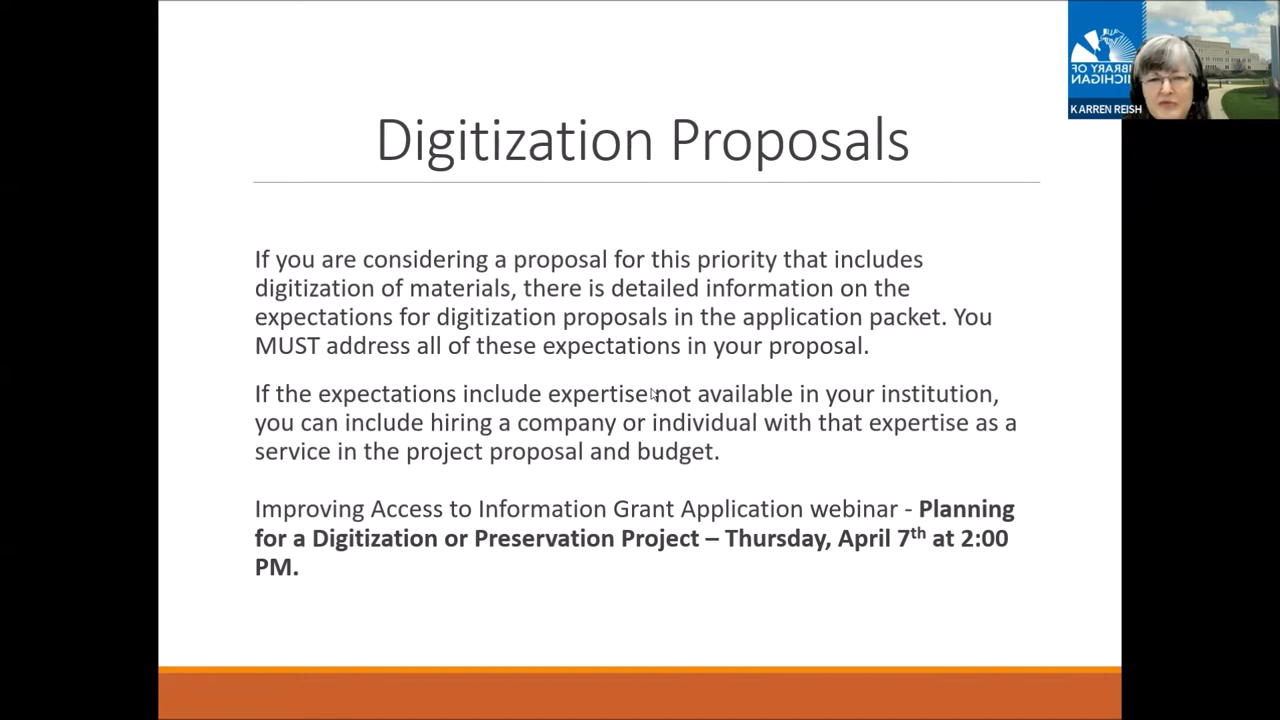 Digitization Proposals
If you are considering a proposal for this priority that includes
digitization of materials, there is detailed information on the
expectations for digitization proposals in the application packet. You
MUST address all of these expectations in your proposal.
If the expectations include expertise not available in your institution,
you can include hiring a company or individual with that expertise as a
service in the project proposal and budget.
Improving Access to Information Grant Application webinar - Planning
for a Digitization or Preservation Project – Thursday, April 7th at 2:00
PM.
LIBRARY OF
MICHIGAN
KARREN REISH